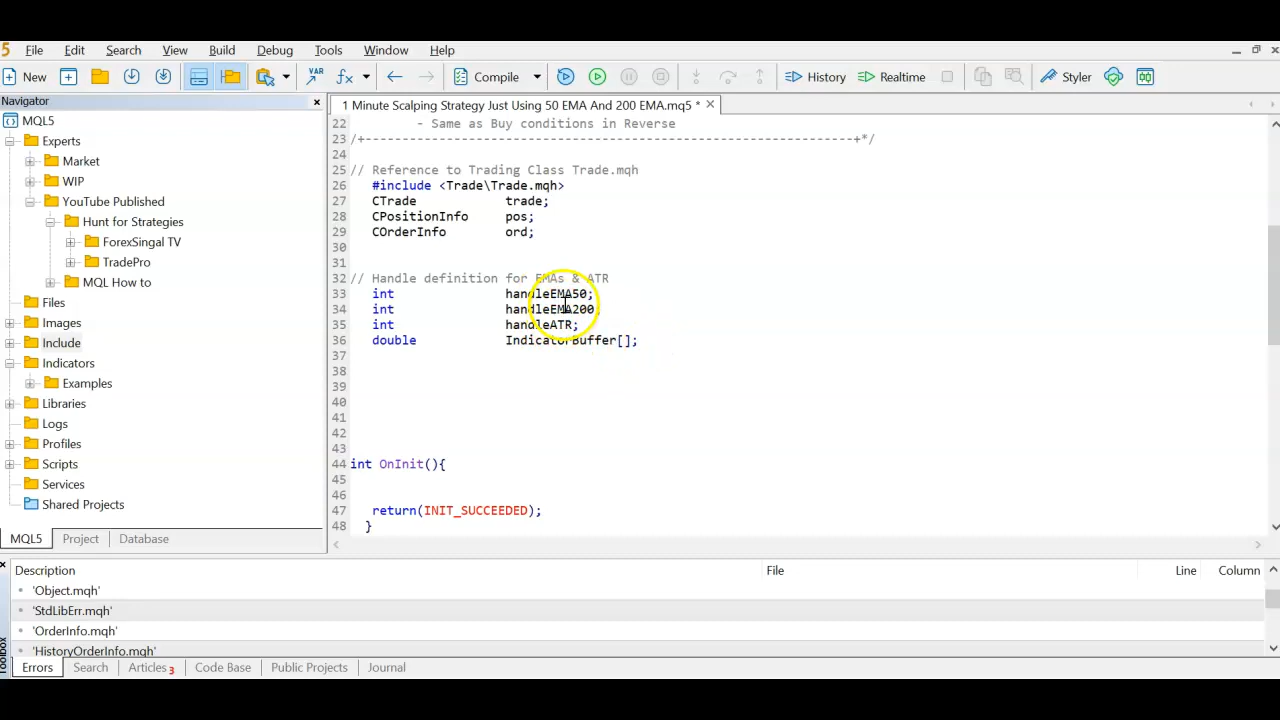 5 File Edit Search View Build Debug Tools Window Help
New VAR fx Compile History Realtime Styler
Navigator
1 Minute Scalping Strategy Just Using 50 EMA And 200 EMA.mq5 *
MQL5
Experts
Market
WIP
YouTube Published
Hunt for Strategies
ForexSingal TV
TradePro
MQL How to
Files
Images
Include
Indicators
Examples
Libraries
Logs
Profiles
Scripts
Services
Shared Projects
MQL5 Project Database
22 - Same as Buy conditions in Reverse
23 /+------------------------------------------------------------------+*/
24
25 // Reference to Trading Class Trade.mqh
26 #include <Trade\Trade.mqh>
27 CTrade trade;
28 CPositionInfo pos;
29 COrderInfo ord;
30
31
32 // Handle definition for EMAs & ATR
33 int handleEMA50;
34 int handleEMA200;
35 int handleATR;
36 double IndicatorBuffer[];
37
38
39
40
41
42
43
44 int OnInit(){
45
46
47 return(INIT_SUCCEEDED);
48 }
Description File Line Column
'Object.mqh'
'StdLibErr.mqh'
'OrderInfo.mqh'
'HistoryOrderInfo.mqh'
Toolbox
Errors Search Articles 3 Code Base Public Projects Journal